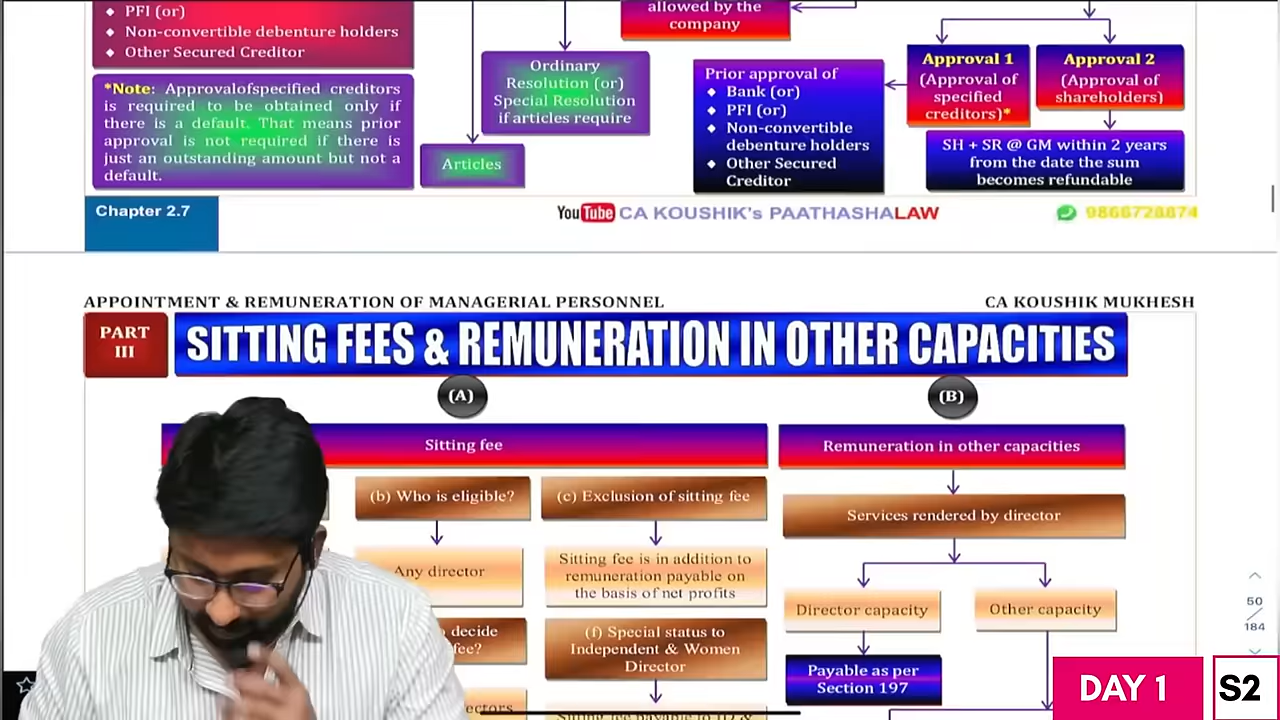 PFI (or)
Non-convertible debenture holders
Other Secured Creditor
*Note: Approvalofspecified creditors
is required to be obtained only if
there is a default. That means prior
approval is not required if there is
just an outstanding amount but not a
default.
Ordinary
Resolution (or)
Special Resolution
if articles require
Articles
allowed by the
company
Prior approval of
Bank (or)
PFI (or)
Non-convertible
debenture holders
Other Secured
Creditor
Approval 1
(Approval of
specified
creditors)*
Approval 2
(Approval of
shareholders)
SH + SR @ GM within 2 years
from the date the sum
becomes refundable
Chapter 2.7
YouTube CA KOUSHIK's PAATHASHALAW
APPOINTMENT & REMUNERATION OF MANAGERIAL PERSONNEL
CA KOUSHIK MUKHESH
PART
III
SITTING FEES & REMUNERATION IN OTHER CAPACITIES
(A)
(B)
Sitting fee
Remuneration in other capacities
(b) Who is eligible?
(c) Exclusion of sitting fee
Services rendered by director
Any director
Sitting fee is in addition to
remuneration payable on
the basis of net profits
Director capacity
Other capacity
decide
fee?
(f) Special status to
Independent & Women
Director
Payable as per
Section 197
50
184
DAY 1
S2